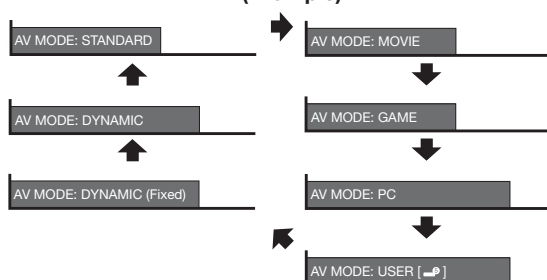 AV MODE: STANDARD
AV MODE: MOVIE
AV MODE: DYNAMIC
AV MODE: GAME
AV MODE: DYNAMIC (Fixed)
AV MODE: PC
AV MODE: USER [ ]